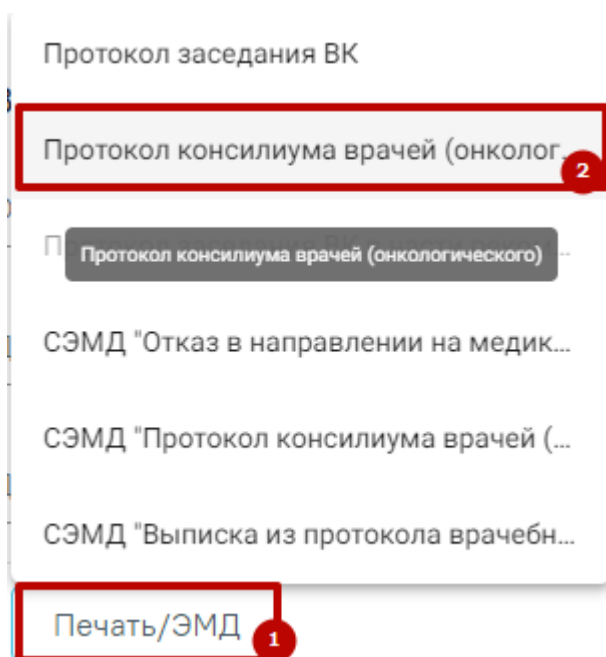 Протокол заседания ВК
Протокол консилиума врачей (онколог...
2
Протокол консилиума врачей (онкологического)
СЭМД "Отказ в направлении на медик...
СЭМД "Протокол консилиума врачей (...
СЭМД "Выписка из протокола врачебн...
Печать/ЭМД
1